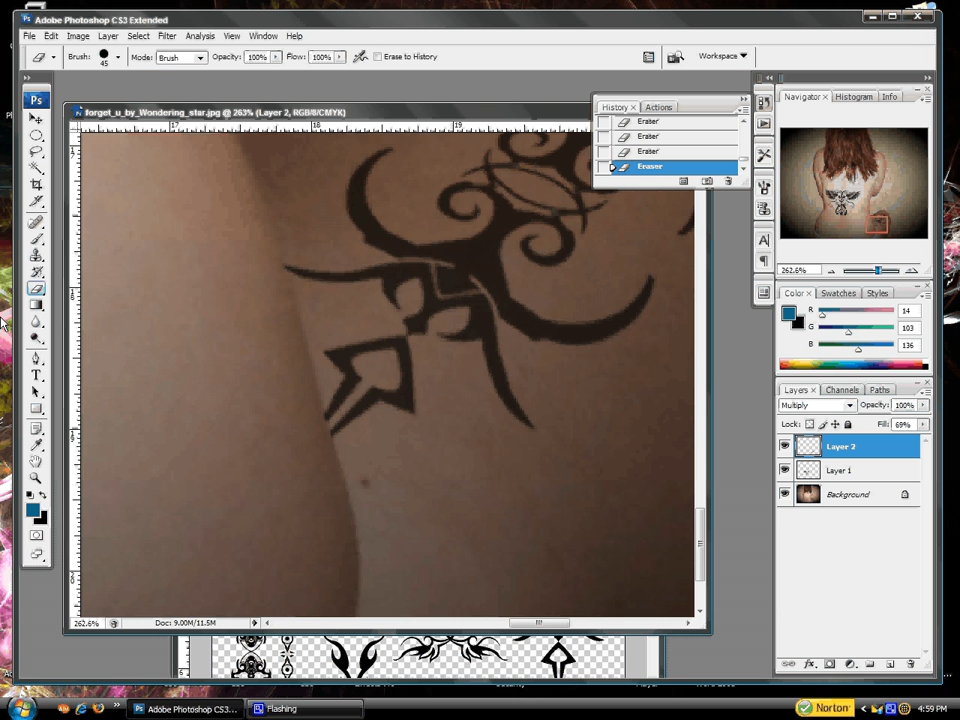 Adobe Photoshop CS3 Extended
File Edit Image Layer Select Filter Analysis View Window Help
Brush: 45 Mode: Brush Opacity: 100% Flow: 100% Erase to History Workspace
Ps
forget_u_by_Wondering_star.jpg @ 263% (Layer 2, RGB/8/CMYK)
17 18 19
History × Actions
Eraser
Eraser
Eraser
Eraser
Navigator × Histogram Info
262.6%
Color × Swatches Styles
R 14
G 103
B 136
Layers × Channels Paths
Multiply Opacity: 100%
Lock: Fill: 69%
Layer 2
Layer 1
Background
262.6% Doc: 9.00M/11.5M
Adobe Photoshop CS3... Flashing Norton 4:59 PM